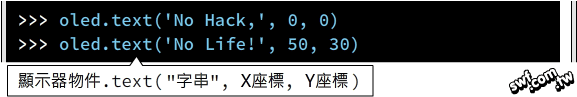 >>> oled.text('No Hack,', 0, 0)
>>> oled.text('No Life!', 50, 30)
顯示器物件.text("字串", X座標, Y座標)
swf.com.tw